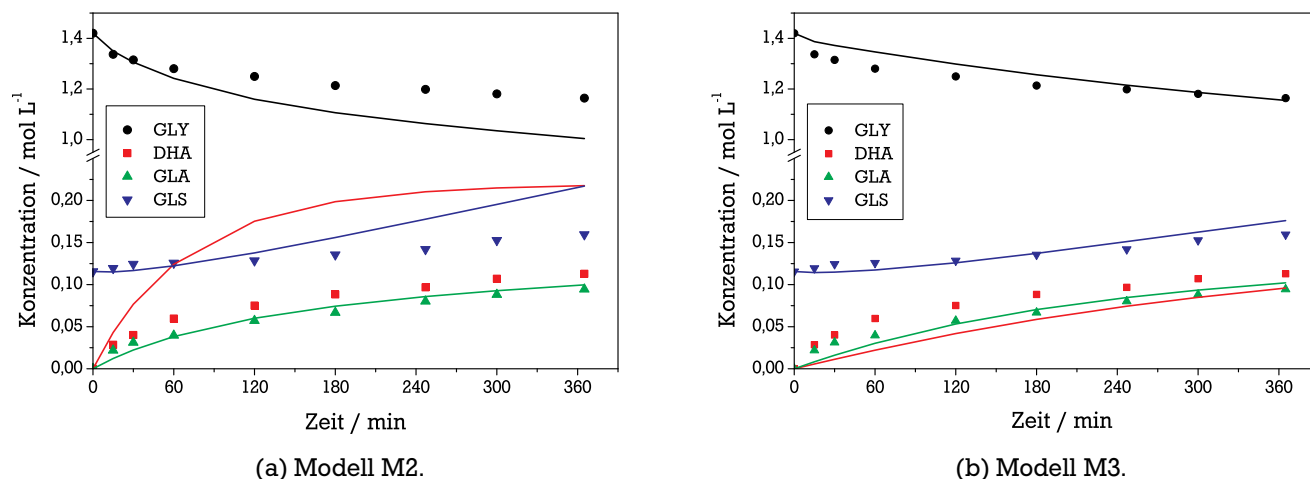 1,4
1,2
1,0
0,20
0,15
0,10
0,05
0,00
Konzentration / mol L⁻¹
GLY
DHA
GLA
GLS
0 60 120 180 240 300 360
Zeit / min
(a) Modell M2.
1,4
1,2
1,0
0,20
0,15
0,10
0,05
0,00
Konzentration / mol L⁻¹
GLY
DHA
GLA
GLS
0 60 120 180 240 300 360
Zeit / min
(b) Modell M3.